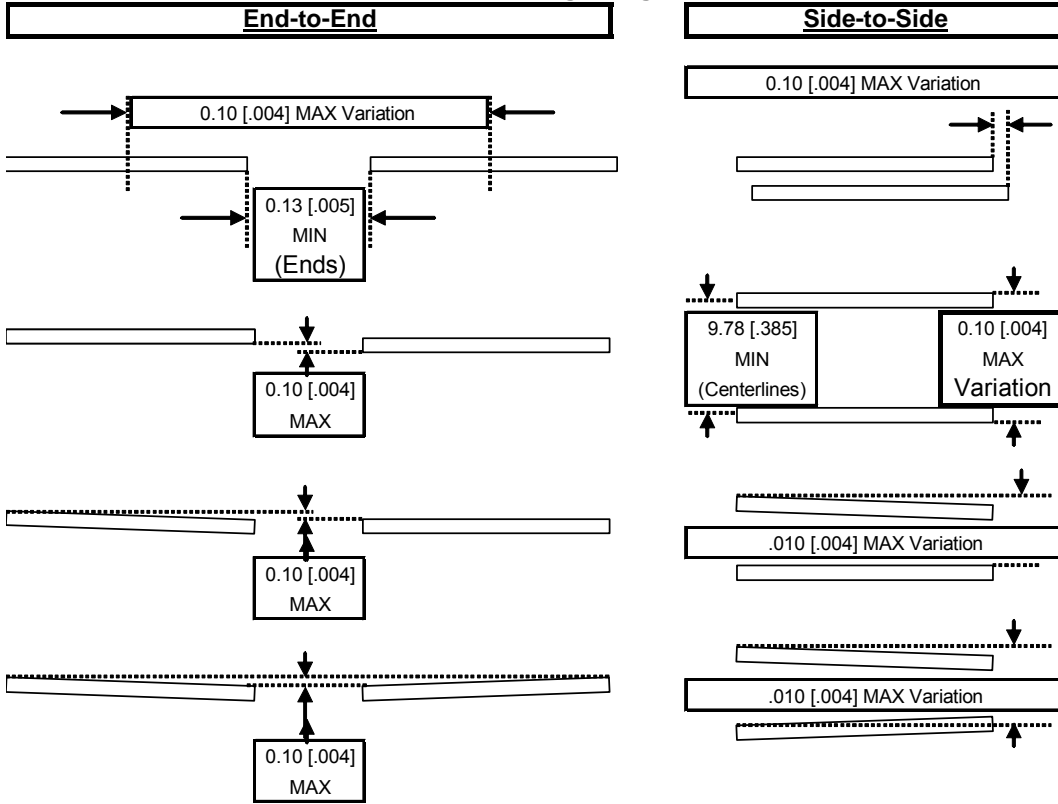 End-to-End
0.10 [.004] MAX Variation
0.13 [.005]
MIN
(Ends)
0.10 [.004]
MAX
0.10 [.004]
MAX
0.10 [.004]
MAX
Side-to-Side
0.10 [.004] MAX Variation
9.78 [.385]
MIN
(Centerlines)
0.10 [.004]
MAX
Variation
.010 [.004] MAX Variation
.010 [.004] MAX Variation